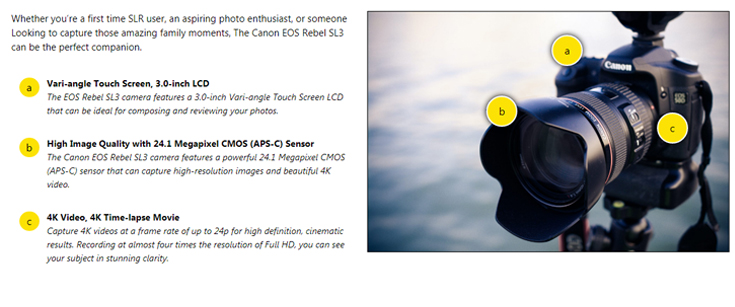 Whether you're a first time SLR user, an aspiring photo enthusiast, or someone
Looking to capture those amazing family moments, The Canon EOS Rebel SL3
can be the perfect companion.
a
Vari-angle Touch Screen, 3.0-inch LCD
The EOS Rebel SL3 camera features a 3.0-inch Vari-angle Touch Screen LCD
that can be ideal for composing and reviewing your photos.
b
High Image Quality with 24.1 Megapixel CMOS (APS-C) Sensor
The Canon EOS Rebel SL3 camera features a powerful 24.1 Megapixel CMOS
(APS-C) sensor that can capture high-resolution images and beautiful 4K
video.
c
4K Video, 4K Time-lapse Movie
Capture 4K videos at a frame rate of up to 24p for high definition, cinematic
results. Recording at almost four times the resolution of Full HD, you can see
your subject in stunning clarity.
a
Canon
EOS
50D
b
c